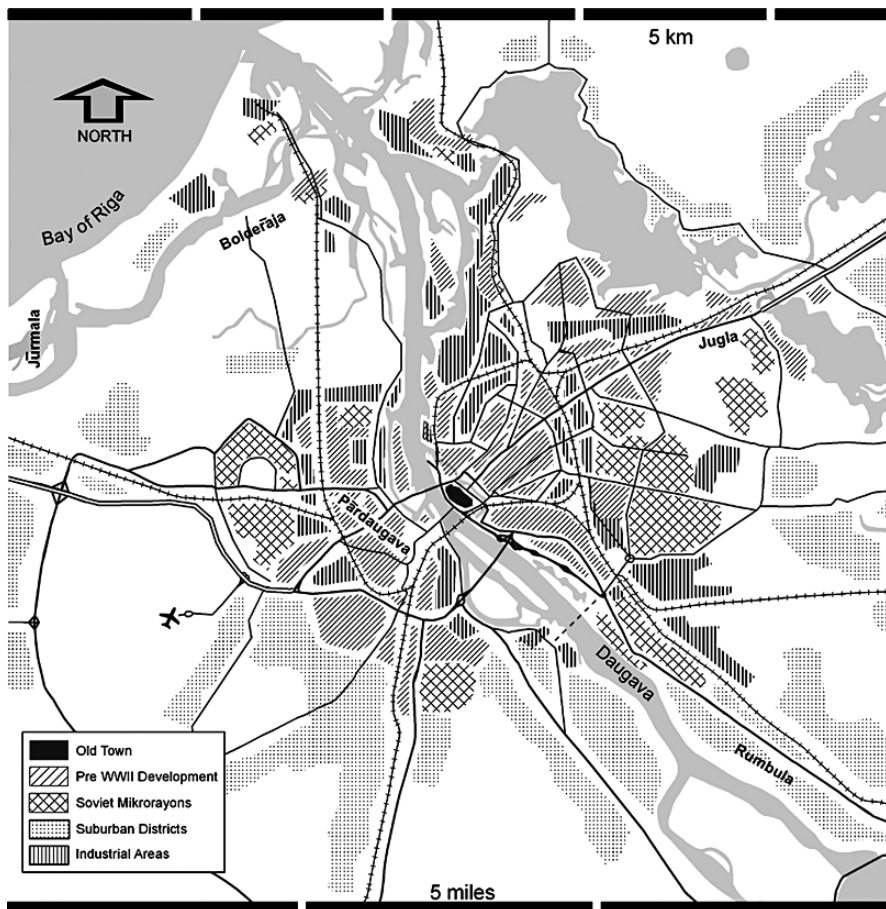 5 km
NORTH
Bay of Riga
Bolderāja
Jūrmala
Jugla
Pārdaugava
Daugava
Rumbula
Old Town
Pre WWII Development
Soviet Mikrorayons
Suburban Districts
Industrial Areas
5 miles